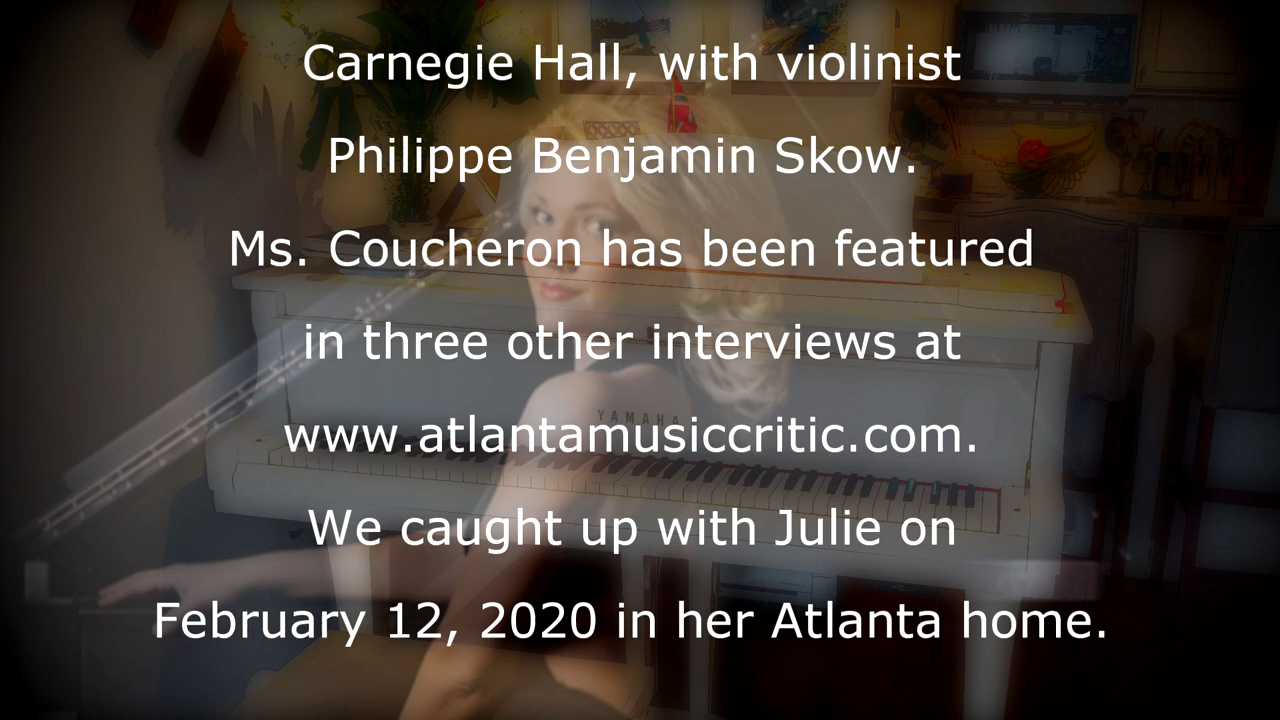 Carnegie Hall, with violinist
Philippe Benjamin Skow.
Ms. Coucheron has been featured
in three other interviews at
www.atlantamusiccritic.com.
We caught up with Julie on
February 12, 2020 in her Atlanta home.
YAMAHA